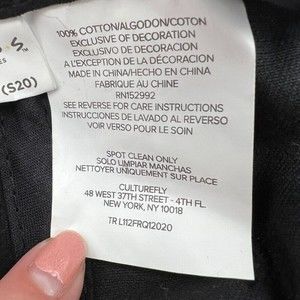 100% COTTON/ALGODON/COTON
EXCLUSIVE OF DECORATION
EXCLUSIVO DE DECORACION
A L'EXCEPTION DE LA DÉCORACION
MADE IN CHINA/HECHO EN CHINA
FABRIQUE AU CHINE
RN152992
SEE REVERSE FOR CARE INSTRUCTIONS
INSTRUCCIONES DE LAVADO AL REVERSO
VOIR VERSO POUR LE SOIN
SPOT CLEAN ONLY
SOLO LIMPIAR MANCHAS
NETTOYER UNIQUEMENT SUR PLACE
CULTUREFLY
48 WEST 37TH STREET - 4TH FL.
NEW YORK, NY 10018
TR L112FRQ12020
(S20)